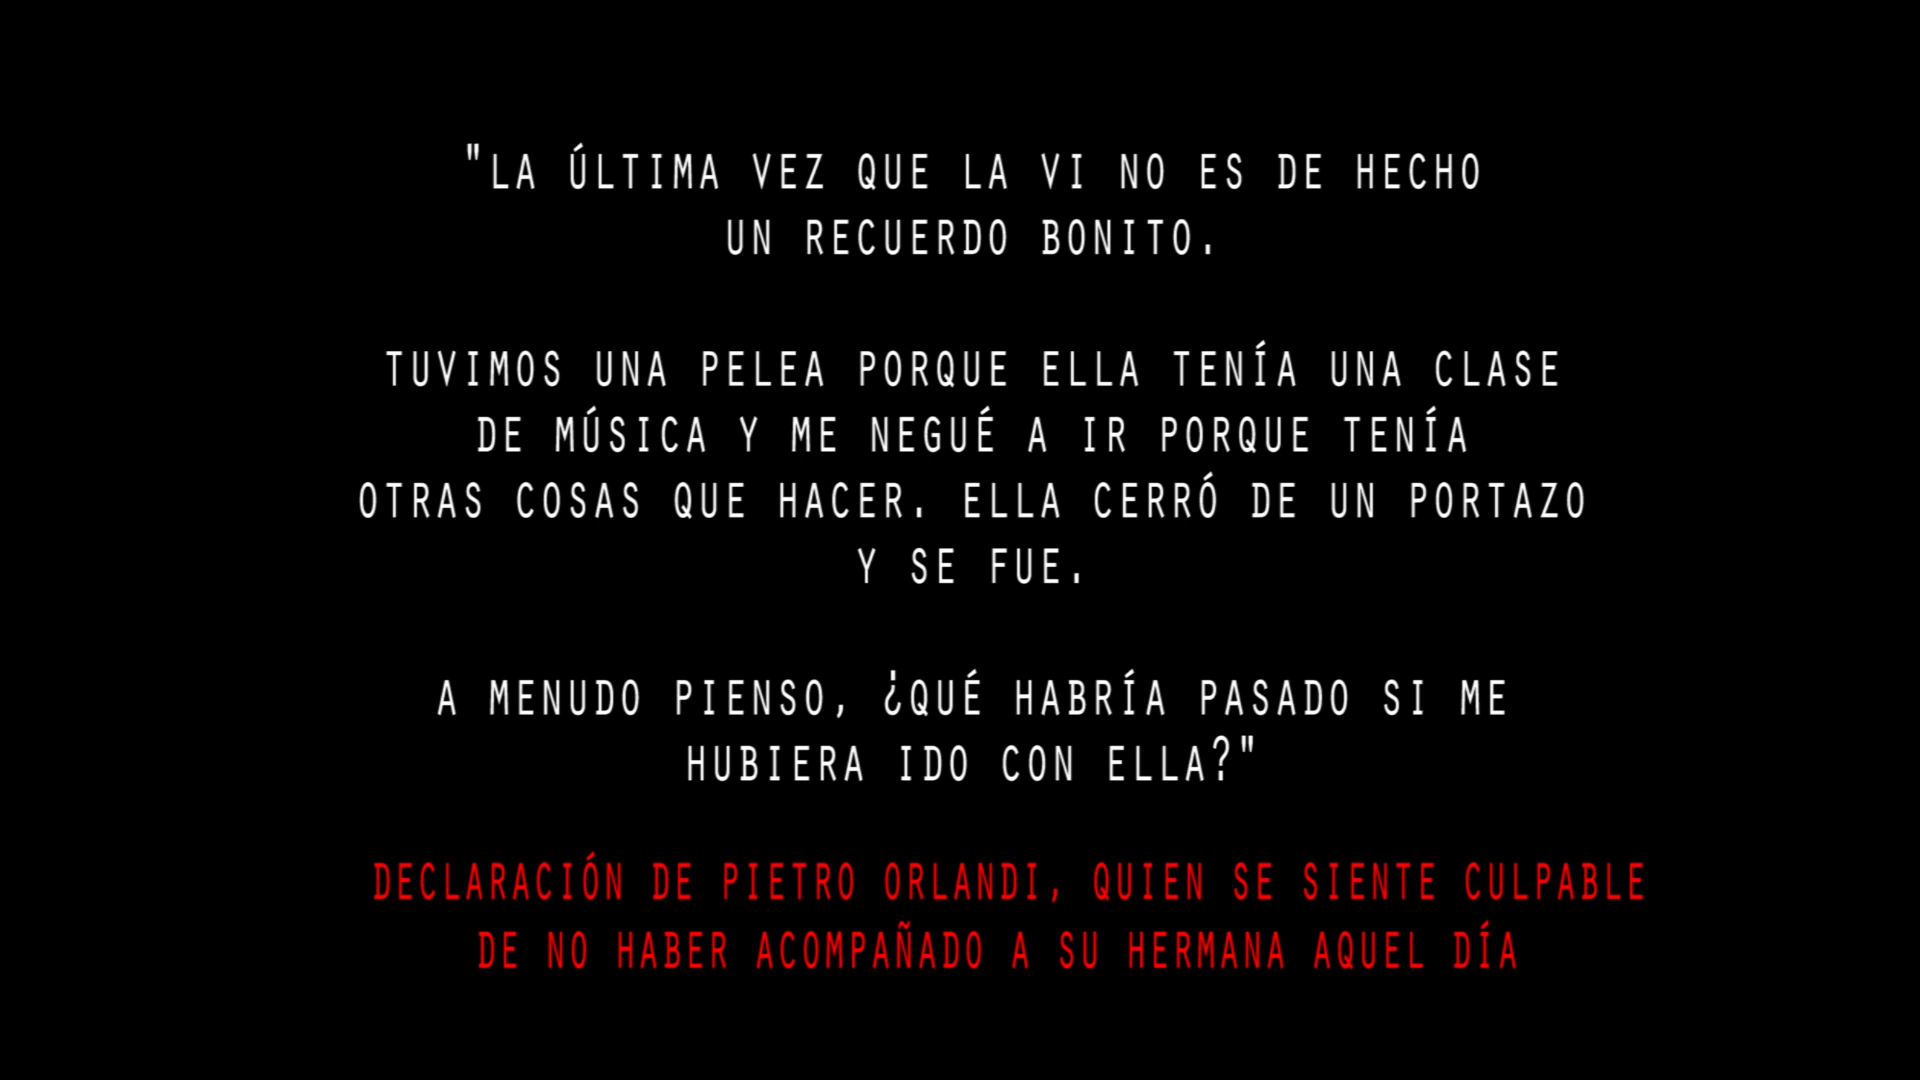 "LA ÚLTIMA VEZ QUE LA VI NO ES DE HECHO
UN RECUERDO BONITO.
TUVIMOS UNA PELEA PORQUE ELLA TENÍA UNA CLASE
DE MÚSICA Y ME NEGUÉ A IR PORQUE TENÍA
OTRAS COSAS QUE HACER. ELLA CERRÓ DE UN PORTAZO
Y SE FUE.
A MENUDO PIENSO, ¿QUÉ HABRÍA PASADO SI ME
HUBIERA IDO CON ELLA?"
DECLARACIÓN DE PIETRO ORLANDI, QUIEN SE SIENTE CULPABLE
DE NO HABER ACOMPAÑADO A SU HERMANA AQUEL DÍA